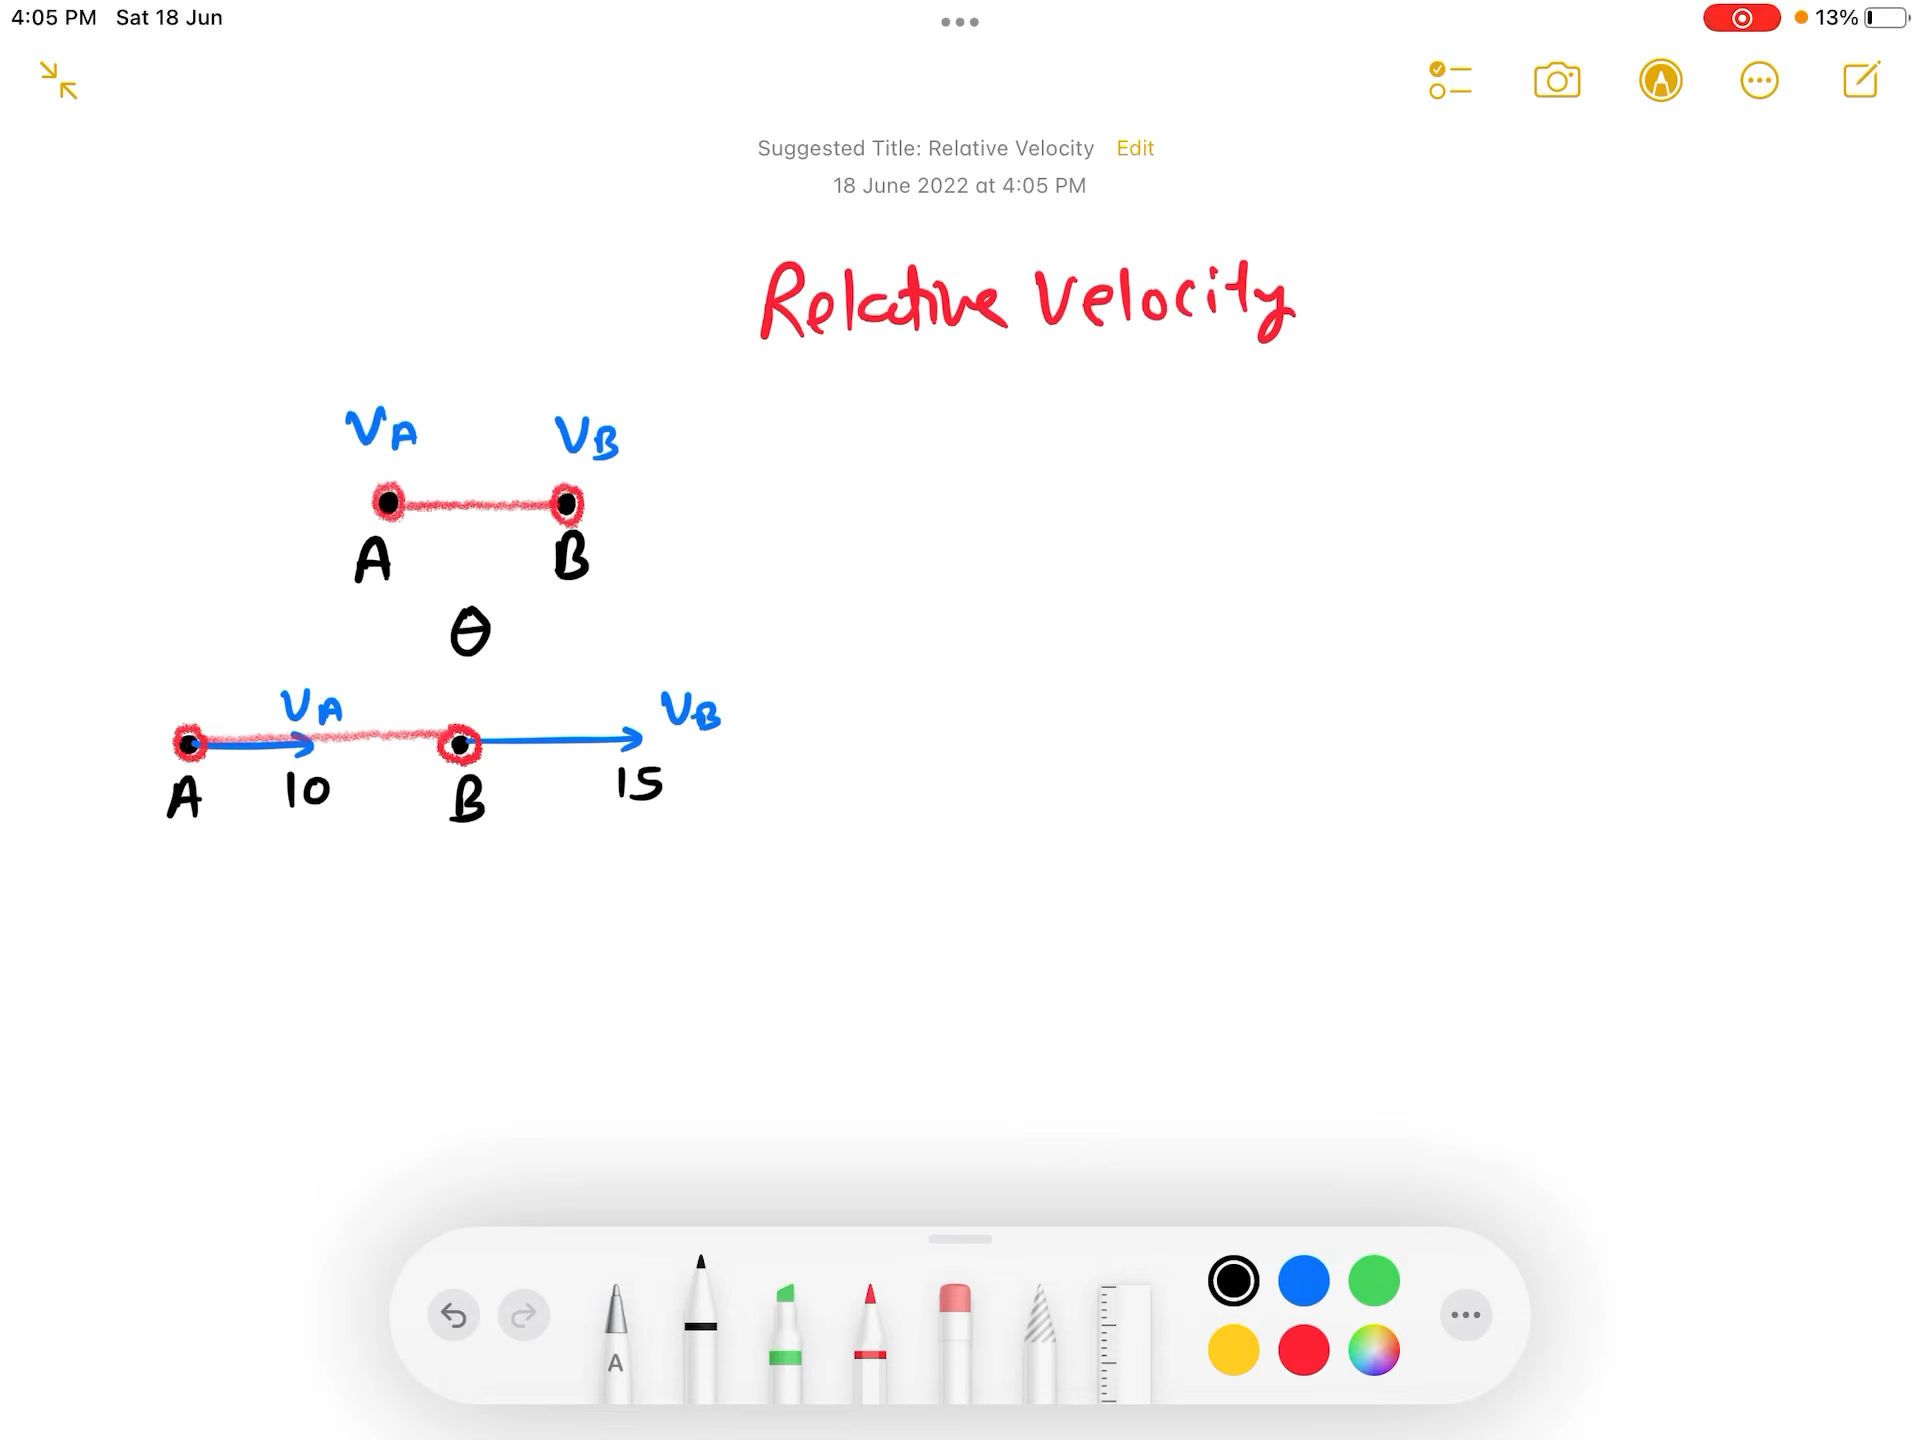 4:05 PM Sat 18 Jun
13%
Suggested Title: Relative Velocity Edit
18 June 2022 at 4:05 PM
Relative Velocity
VA VB
A B
θ
VA VB
A 10 B 15
A